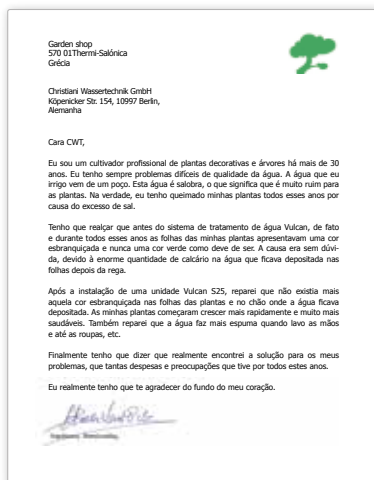 Garden shop
570 01Thermi-Salónica
Grécia
Christiani Wassertechnik GmbH
Köpenicker Str. 154, 10997 Berlin,
Alemanha
Cara CWT,
Eu sou um cultivador profissional de plantas decorativas e árvores há mais de 30
anos. Eu tenho sempre problemas difíceis de qualidade da água. A água que eu
irrigo vem de um poço. Esta água é salobra, o que significa que é muito ruim para
as plantas. Na verdade, eu tenho queimado minhas plantas todos esses anos por
causa do excesso de sal.
Tenho que realçar que antes do sistema de tratamento de água Vulcan, de fato
e durante todos esses anos as folhas das minhas plantas apresentavam uma cor
esbranquiçada e nunca uma cor verde como deve de ser. A causa era sem dúvi-
da, devido à enorme quantidade de calcário na água que ficava depositada nas
folhas depois da rega.
Após a instalação de uma unidade Vulcan S25, reparei que não existia mais
aquela cor esbranquiçada nas folhas das plantas e no chão onde a água ficava
depositada. As minhas plantas começaram crescer mais rapidamente e muito mais
saudáveis. Também reparei que a água faz mais espuma quando lavo as mãos
e até as roupas, etc.
Finalmente tenho que dizer que realmente encontrei a solução para os meus
problemas, que tantas despesas e preocupações que tive por todos estes anos.
Eu realmente tenho que te agradecer do fundo do meu coração.